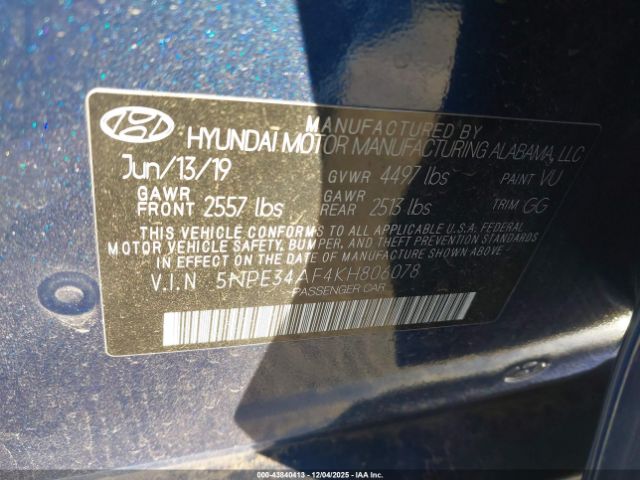 MANUFACTURED BY
HYUNDAI MOTOR MANUFACTURING ALABAMA, LLC
Jun/13/19 GVWR 4497 lbs PAINT VU
GAWR FRONT 2557 lbs GAWR REAR 2513 lbs TRIM GG
THIS VEHICLE CONFORMS TO ALL APPLICABLE U.S.A. FEDERAL
MOTOR VEHICLE SAFETY, BUMPER, AND THEFT PREVENTION
STANDARDS IN EFFECT ON THE DATE OF MANUFACTURE SHOWN ABOVE
V.I.N 5NPE34AF4KH806078
PASSENGER CAR
000-43840413 - 12/04/2025 - IAA, Inc.